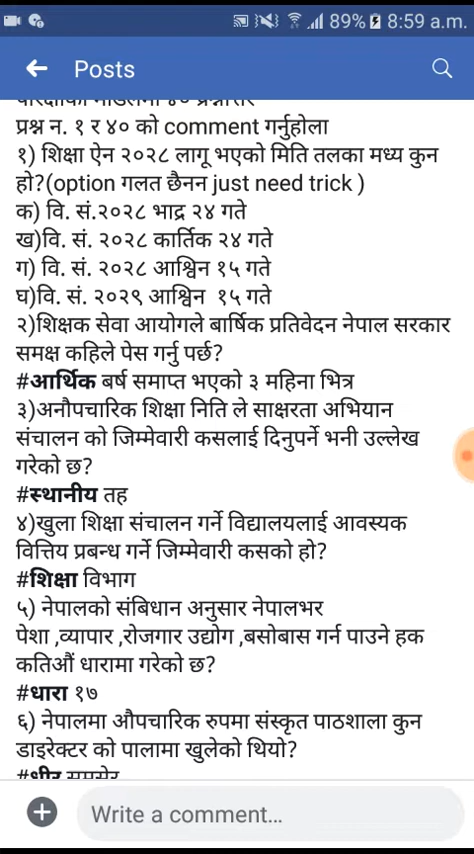 89% 8:59 a.m.
Posts
प्रश्न न. १ र ४० को comment गर्नुहोला
१) शिक्षा ऐन २०२८ लागू भएको मिति तलका मध्य कुन
हो?(option गलत छैनन just need trick )
क) वि. सं.२०२८ भाद्र २४ गते
ख)वि. सं. २०२८ कार्तिक २४ गते
ग) वि. सं. २०२८ आश्विन १५ गते
घ)वि. सं. २०२९ आश्विन १५ गते
२)शिक्षक सेवा आयोगले बार्षिक प्रतिवेदन नेपाल सरकार
समक्ष कहिले पेस गर्नु पर्छ?
#आर्थिक बर्ष समाप्त भएको ३ महिना भित्र
३)अनौपचारिक शिक्षा निति ले साक्षरता अभियान
संचालन को जिम्मेवारी कसलाई दिनुपर्ने भनी उल्लेख
गरेको छ?
#स्थानीय तह
४)खुला शिक्षा संचालन गर्ने विद्यालयलाई आवस्यक
वित्तिय प्रबन्ध गर्ने जिम्मेवारी कसको हो?
#शिक्षा विभाग
५) नेपालको संबिधान अनुसार नेपालभर
पेशा ,व्यापार ,रोजगार उद्योग ,बसोबास गर्न पाउने हक
कतिऔं धारामा गरेको छ?
#धारा १७
६) नेपालमा औपचारिक रुपमा संस्कृत पाठशाला कुन
डाइरेक्टर को पालामा खुलेको थियो?
Write a comment...